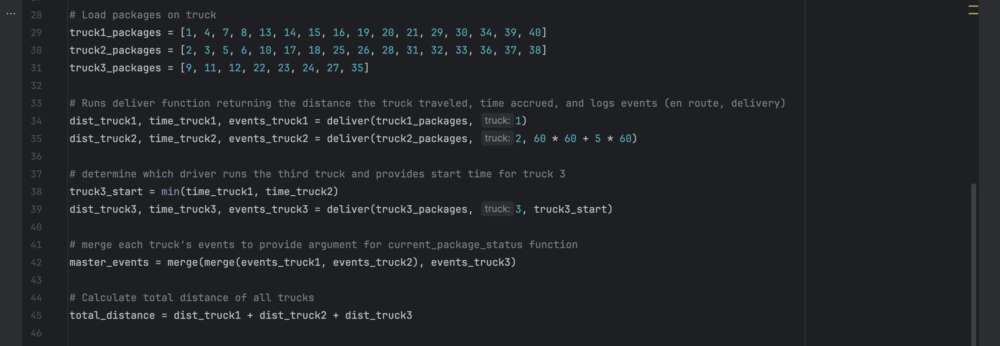 ...
28 # Load packages on truck
29 truck1_packages = [1, 4, 7, 8, 13, 14, 15, 16, 19, 20, 21, 29, 30, 34, 39, 40]
30 truck2_packages = [2, 3, 5, 6, 10, 17, 18, 25, 26, 28, 31, 32, 33, 36, 37, 38]
31 truck3_packages = [9, 11, 12, 22, 23, 24, 27, 35]
32
33 # Runs deliver function returning the distance the truck traveled, time accrued, and logs events (en route, delivery)
34 dist_truck1, time_truck1, events_truck1 = deliver(truck1_packages, truck: 1)
35 dist_truck2, time_truck2, events_truck2 = deliver(truck2_packages, truck: 2, 60 * 60 + 5 * 60)
36
37 # determine which driver runs the third truck and provides start time for truck 3
38 truck3_start = min(time_truck1, time_truck2)
39 dist_truck3, time_truck3, events_truck3 = deliver(truck3_packages, truck: 3, truck3_start)
40
41 # merge each truck's events to provide argument for current_package_status function
42 master_events = merge(merge(events_truck1, events_truck2), events_truck3)
43
44 # Calculate total distance of all trucks
45 total_distance = dist_truck1 + dist_truck2 + dist_truck3
46